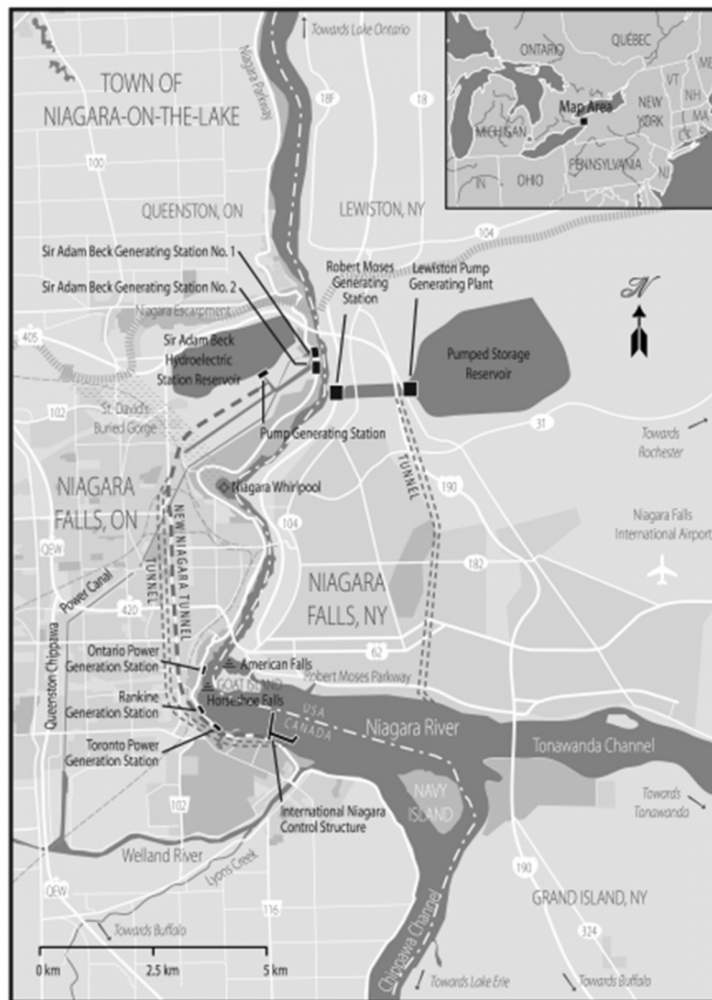 Towards Lake Ontario
TOWN OF
NIAGARA-ON-THE-LAKE
Niagara Parkway
18F
18
ONTARIO
QUÉBEC
ME
VT
NH
Map Area
NEW
YORK
MA
MICHIGAN
PENNSYLVANIA
IN
OHIO
NJ
100
QUEENSTON, ON
LEWISTON, NY
104
Sir Adam Beck Generating Station No. 1
Sir Adam Beck Generating Station No. 2
Robert Moses
Generating
Station
Lewiston Pump
Generating Plant
N
Niagara Escarpment
405
Sir Adam Beck
Hydroelectric
Station Reservoir
Pumped Storage
Reservoir
102
St. David's
Buried Gorge
Pump Generating Station
31
Towards
Rochester
TUNNEL
190
NIAGARA
FALLS, ON
Niagara Whirlpool
104
Niagara Falls
International Airport
QEW
NEW NIAGARA TUNNEL
TUNNEL
182
Power Canal
Queenston Chippawa
420
NIAGARA
FALLS, NY
62
Ontario Power
Generation Station
American Falls
GOAT ISLAND
Robert Moses Parkway
Horseshoe Falls
Rankine
Generation Station
USA
CANADA
Niagara River
Toronto Power
Generation Station
Tonawanda Channel
NAVY
ISLAND
Towards
Tonawanda
102
International Niagara
Control Structure
Welland River
Lyons Creek
190
QEW
116
GRAND ISLAND, NY
Towards Buffalo
324
Chippawa Channel
0 km
2.5 km
5 km
Towards Lake Erie
Towards Buffalo